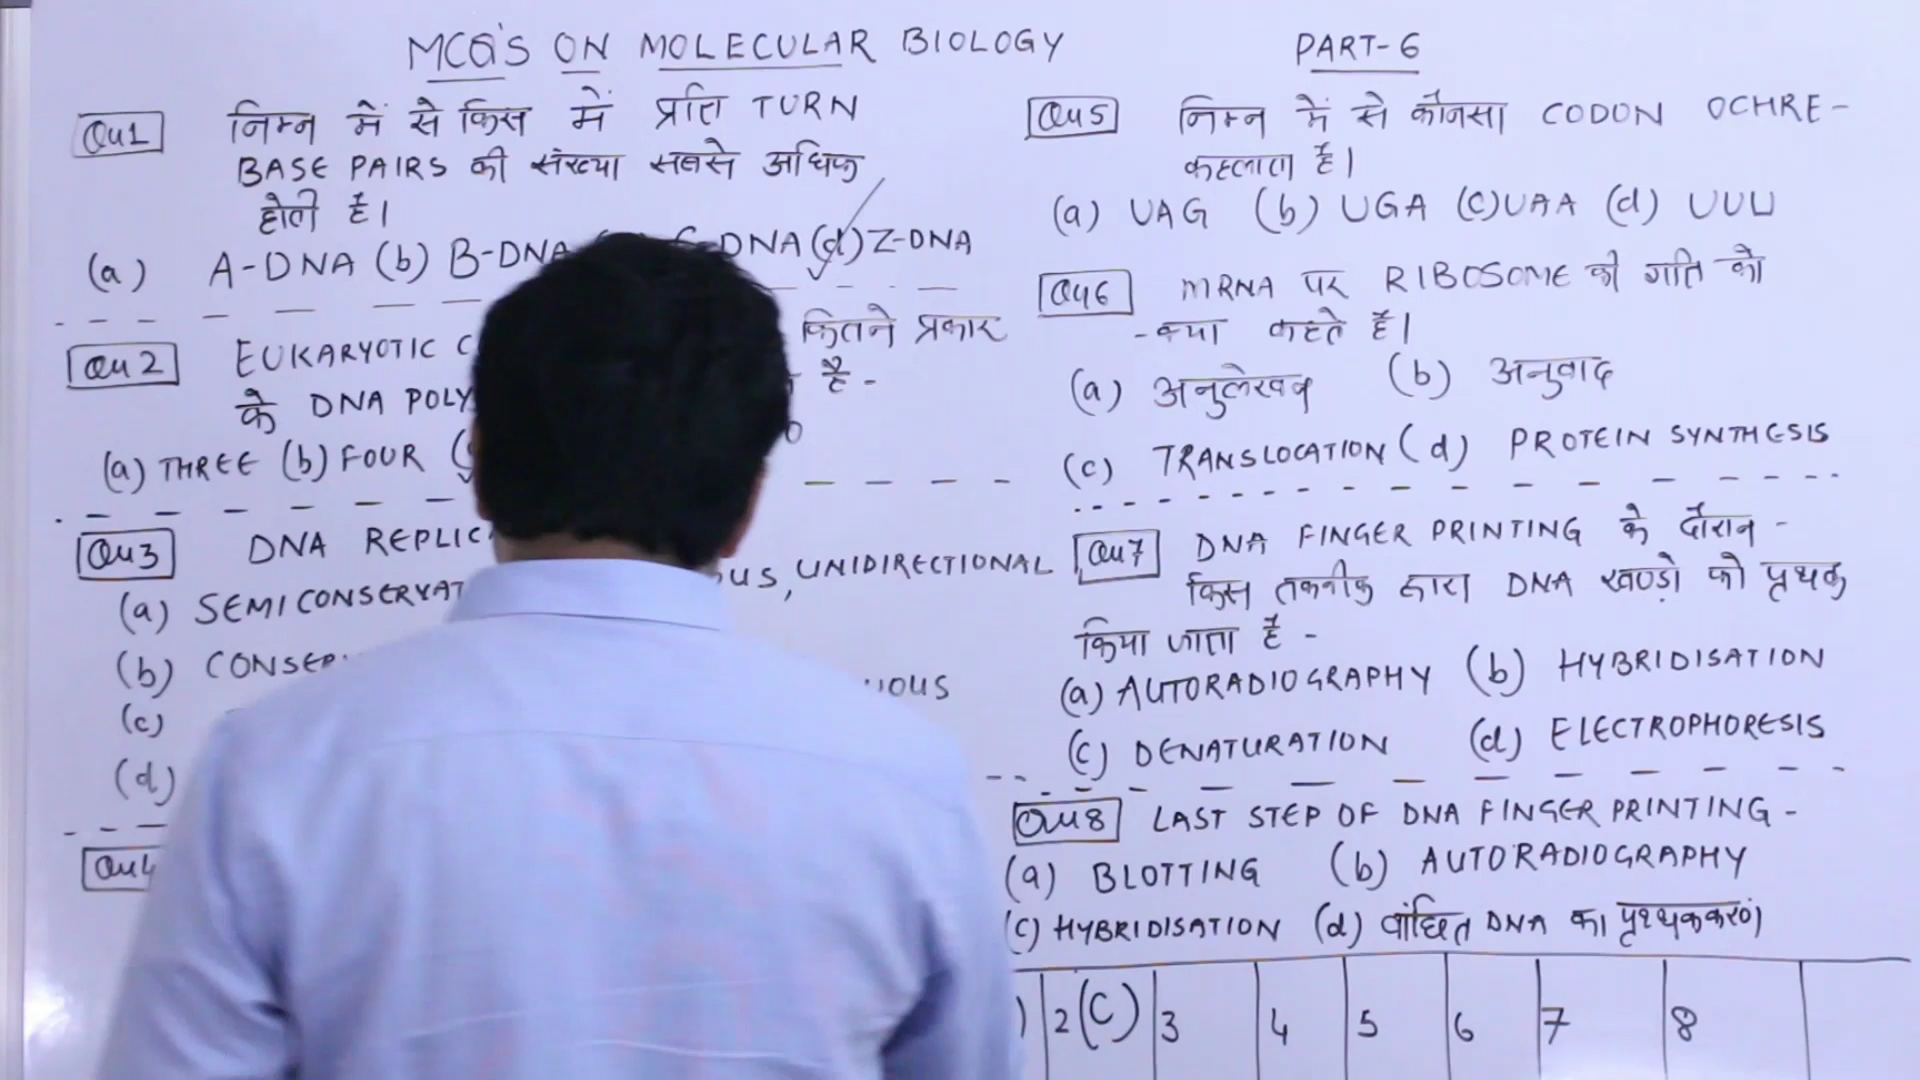 MCQ'S ON MOLECULAR BIOLOGY PART-6
Qu1 निम्न में से किस में प्रति TURN
BASE PAIRS की संख्या सबसे अधिक
होती है।
(a) A-DNA (b) B-DNA DNA (d) Z-DNA
Qu2 EUKARYOTIC कितने प्रकार
के DNA POLY है -
(a) THREE (b) FOUR
Qu3 DNA REPLIC
(a) SEMICONSERVAT OUS, UNIDIRECTIONAL
(b) CONSER UOUS
(c)
(d)
Qu4
Qu5 निम्न में से कौनसा CODON OCHRE -
कहलाता है।
(a) UAG (b) UGA (c) UAA (d) UUU
Qu6 MRNA पर RIBOSOME की गति को
- क्या कहते है।
(a) अनुलेखन (b) अनुवाद
(c) TRANSLOCATION (d) PROTEIN SYNTHESIS
Qu7 DNA FINGER PRINTING के दौरान -
किस तकनीक द्वारा DNA खण्डो को पृथक
किया जाता है -
(a) AUTORADIOGRAPHY (b) HYBRIDISATION
(c) DENATURATION (d) ELECTROPHORESIS
Qu8 LAST STEP OF DNA FINGER PRINTING -
(a) BLOTTING (b) AUTORADIOGRAPHY
(c) HYBRIDISATION (d) वांछित DNA का पृथक्करण
) 2(C) 3 4 5 6 7 8